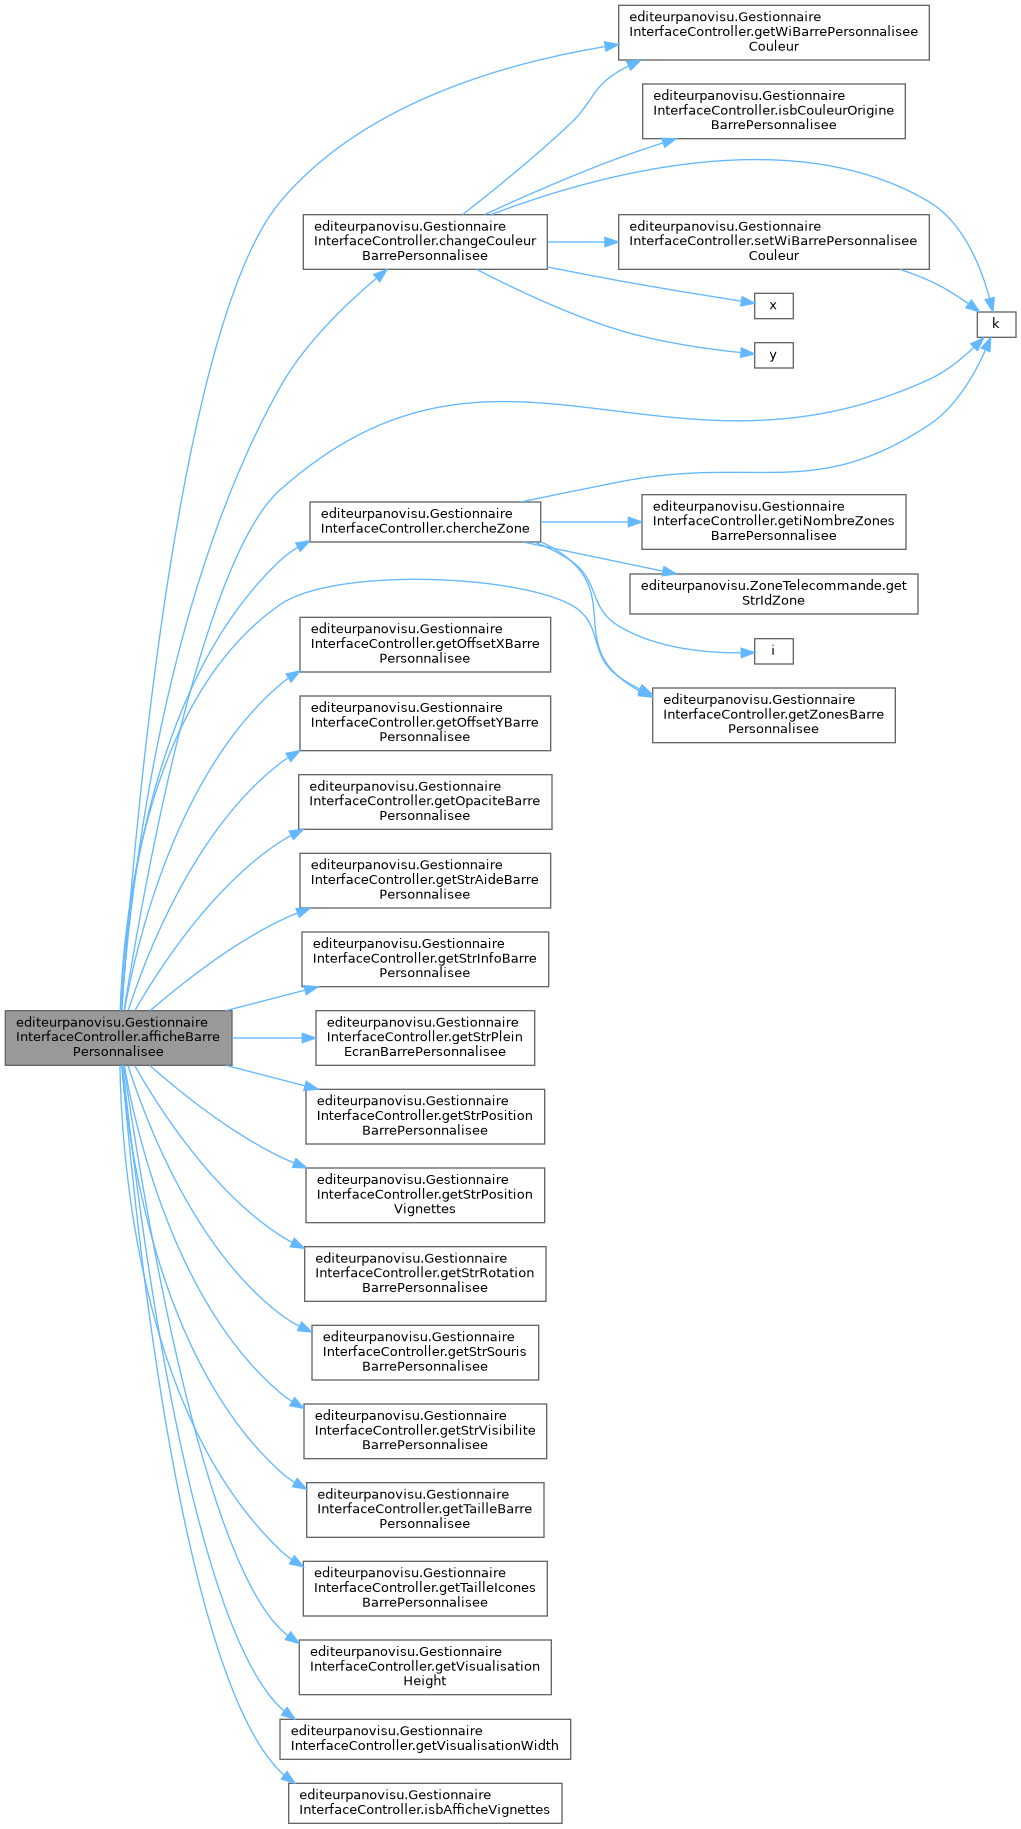 editeurpanovisu.Gestionnaire
InterfaceController.getWiBarrePersonnalisee
Couleur
editeurpanovisu.Gestionnaire
InterfaceController.isbCouleurOrigine
BarrePersonnalisee
editeurpanovisu.Gestionnaire
InterfaceController.changeCouleur
BarrePersonnalisee
editeurpanovisu.Gestionnaire
InterfaceController.setWiBarrePersonnalisee
Couleur
x
k
y
editeurpanovisu.Gestionnaire
InterfaceController.chercheZone
editeurpanovisu.Gestionnaire
InterfaceController.getiNombreZones
BarrePersonnalisee
editeurpanovisu.ZoneTelecommande.get
StrIdZone
editeurpanovisu.Gestionnaire
InterfaceController.getOffsetXBarre
Personnalisee
i
editeurpanovisu.Gestionnaire
InterfaceController.getZonesBarre
Personnalisee
editeurpanovisu.Gestionnaire
InterfaceController.getOffsetYBarre
Personnalisee
editeurpanovisu.Gestionnaire
InterfaceController.getOpaciteBarre
Personnalisee
editeurpanovisu.Gestionnaire
InterfaceController.getStrAideBarre
Personnalisee
editeurpanovisu.Gestionnaire
InterfaceController.getStrInfoBarre
Personnalisee
editeurpanovisu.Gestionnaire
InterfaceController.afficheBarre
Personnalisee
editeurpanovisu.Gestionnaire
InterfaceController.getStrPlein
EcranBarrePersonnalisee
editeurpanovisu.Gestionnaire
InterfaceController.getStrPosition
BarrePersonnalisee
editeurpanovisu.Gestionnaire
InterfaceController.getStrPosition
Vignettes
editeurpanovisu.Gestionnaire
InterfaceController.getStrRotation
BarrePersonnalisee
editeurpanovisu.Gestionnaire
InterfaceController.getStrSouris
BarrePersonnalisee
editeurpanovisu.Gestionnaire
InterfaceController.getStrVisibilite
BarrePersonnalisee
editeurpanovisu.Gestionnaire
InterfaceController.getTailleBarre
Personnalisee
editeurpanovisu.Gestionnaire
InterfaceController.getTailleIcones
BarrePersonnalisee
editeurpanovisu.Gestionnaire
InterfaceController.getVisualisation
Height
editeurpanovisu.Gestionnaire
InterfaceController.getVisualisationWidth
editeurpanovisu.Gestionnaire
InterfaceController.isbAfficheVignettes